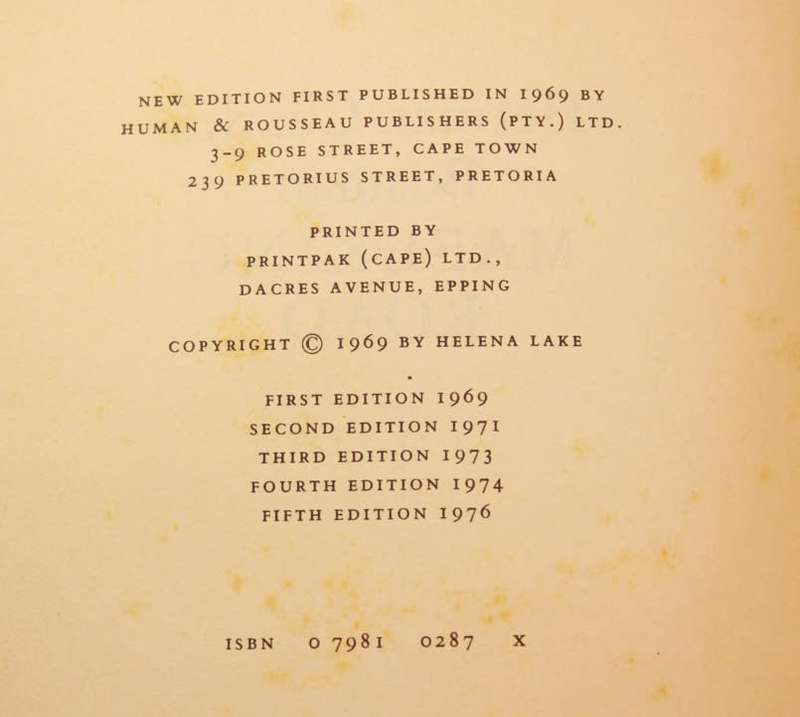 NEW EDITION FIRST PUBLISHED IN 1969 BY
HUMAN & ROUSSEAU PUBLISHERS (PTY.) LTD.
3-9 ROSE STREET, CAPE TOWN
239 PRETORIUS STREET, PRETORIA
PRINTED BY
PRINTPAK (CAPE) LTD.,
DACRES AVENUE, EPPING
COPYRIGHT © 1969 BY HELENA LAKE
FIRST EDITION 1969
SECOND EDITION 1971
THIRD EDITION 1973
FOURTH EDITION 1974
FIFTH EDITION 1976
ISBN 0 7981 0287 X